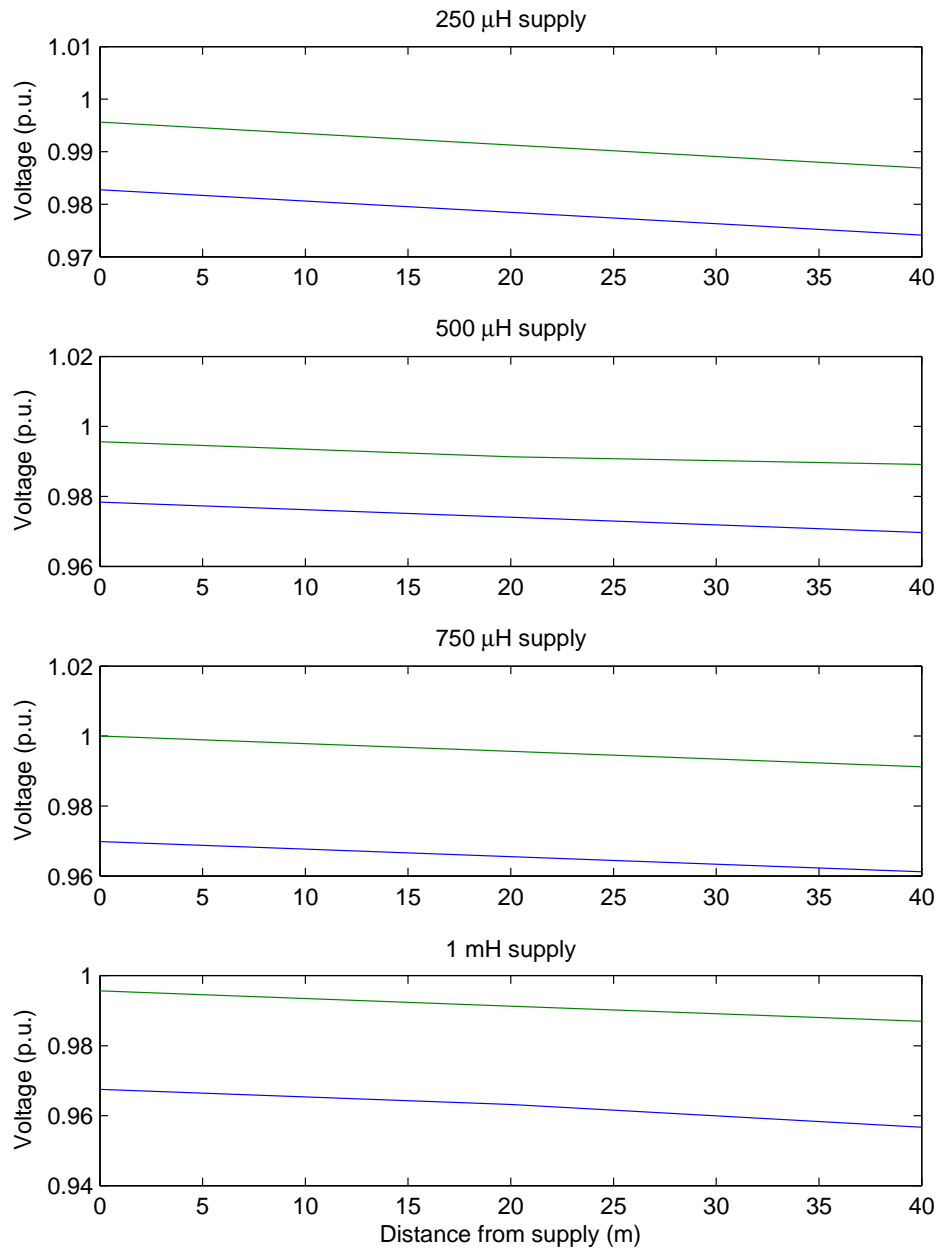 250 μH supply
1.01
1
0.99
0.98
0.97
Voltage (p.u.)
0 5 10 15 20 25 30 35 40
500 μH supply
1.02
1
0.98
0.96
Voltage (p.u.)
0 5 10 15 20 25 30 35 40
750 μH supply
1.02
1
0.98
0.96
Voltage (p.u.)
0 5 10 15 20 25 30 35 40
1 mH supply
1
0.98
0.96
0.94
Voltage (p.u.)
0 5 10 15 20 25 30 35 40
Distance from supply (m)